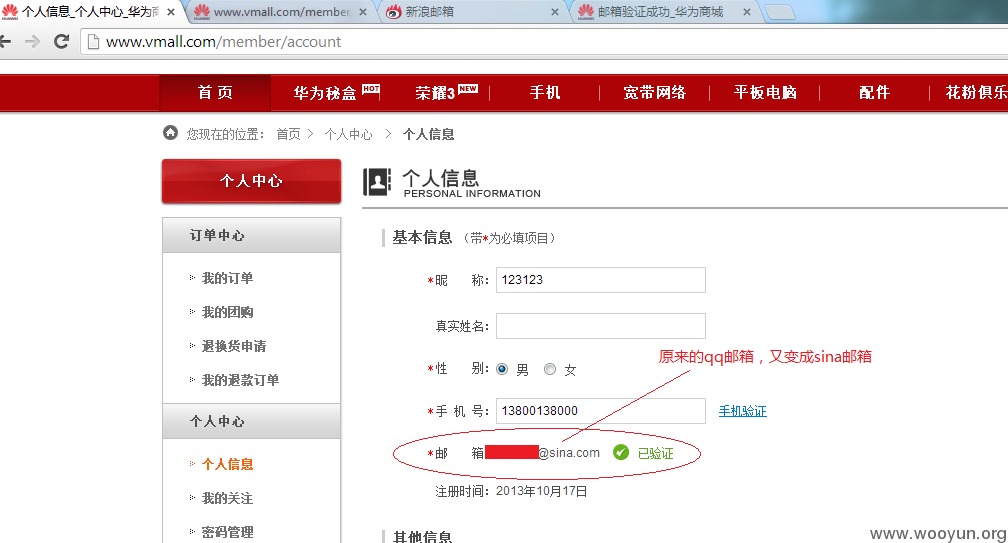 个人信息_个人中心_华为商
www.vmall.com/member
新浪邮箱
邮箱验证成功_华为商城
www.vmall.com/member/account
首页 华为秘盒 HOT 荣耀3 NEW 手机 宽带网络 平板电脑 配件 花粉俱乐
您现在的位置： 首页 > 个人中心 > 个人信息
个人中心
个人信息
PERSONAL INFORMATION
订单中心
我的订单
我的团购
退换货申请
我的退款订单
个人中心
个人信息
我的关注
密码管理
基本信息 （带*为必填项目）
*昵 称： 123123
真实姓名：
*性 别： 男 女
原来的qq邮箱，又变成sina邮箱
*手 机 号： 13800138000 手机验证
*邮 箱 @sina.com 已验证
注册时间： 2013年10月17日
其他信息
www.wooyun.org